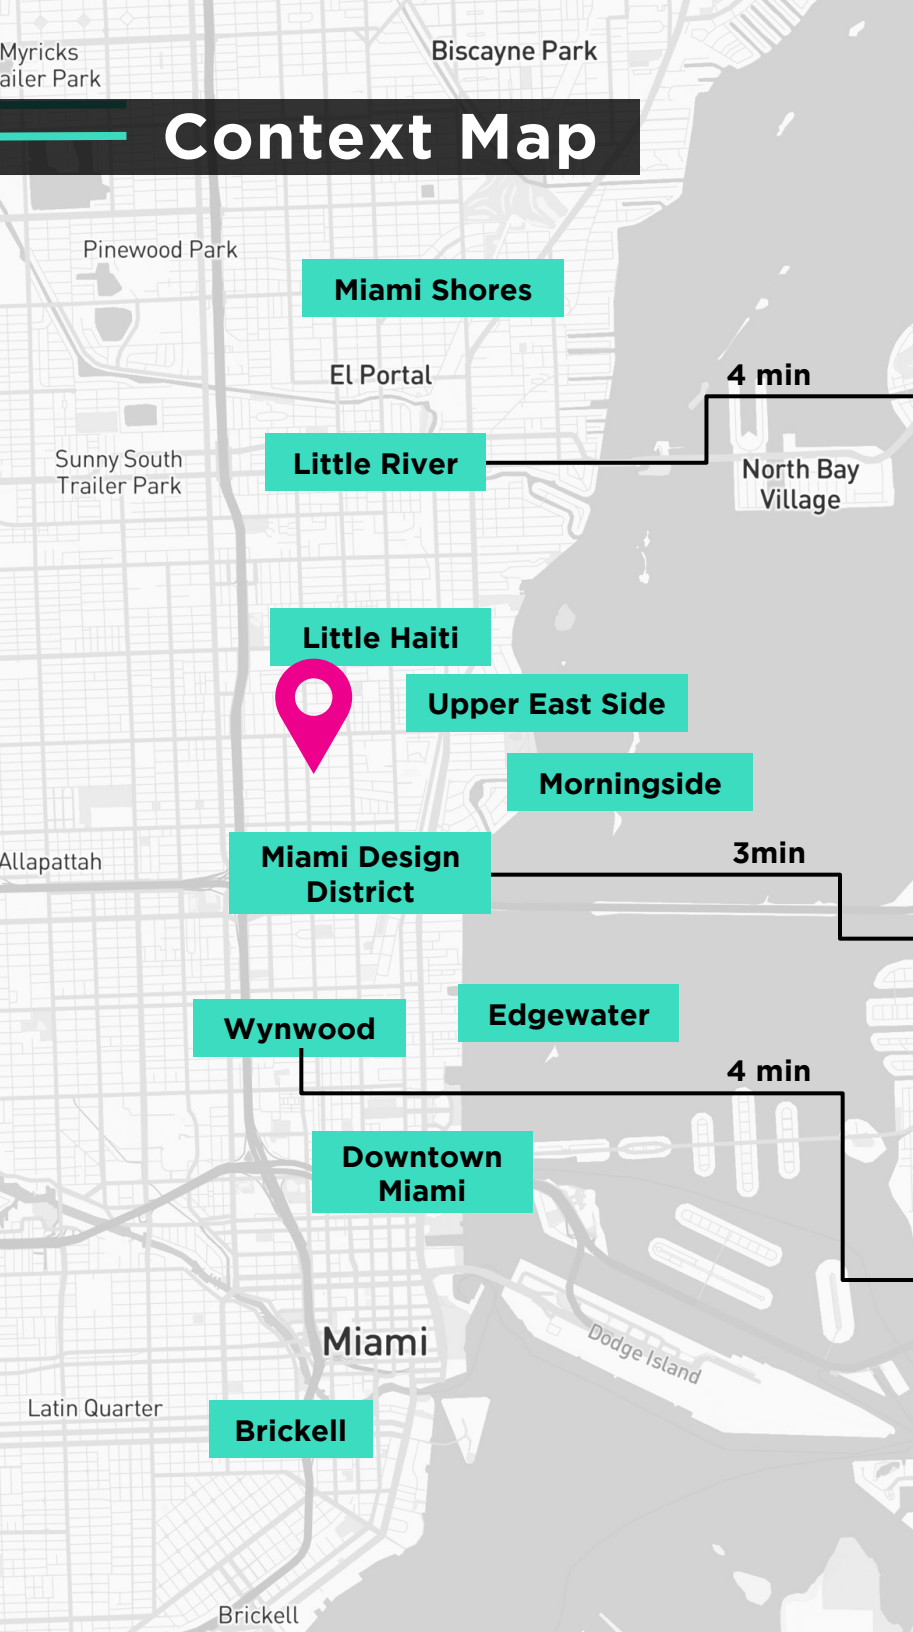 Myricks
ailer Park
Biscayne Park
Context Map
Pinewood Park
Miami Shores
El Portal
4 min
Sunny South
Trailer Park
Little River
North Bay
Village
Little Haiti
Upper East Side
Morningside
Allapattah
Miami Design
District
3min
Wynwood
Edgewater
4 min
Downtown
Miami
Miami
Dodge Island
Latin Quarter
Brickell
Brickell